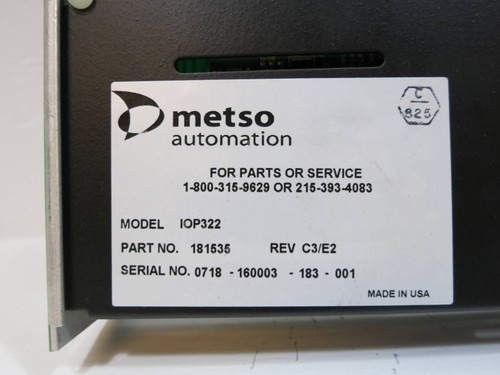 metso
automation
C
825
FOR PARTS OR SERVICE
1-800-315-9629 OR 215-393-4083
MODEL IOP322
PART NO. 181535 REV C3/E2
SERIAL NO. 0718 - 160003 - 183 - 001
MADE IN USA